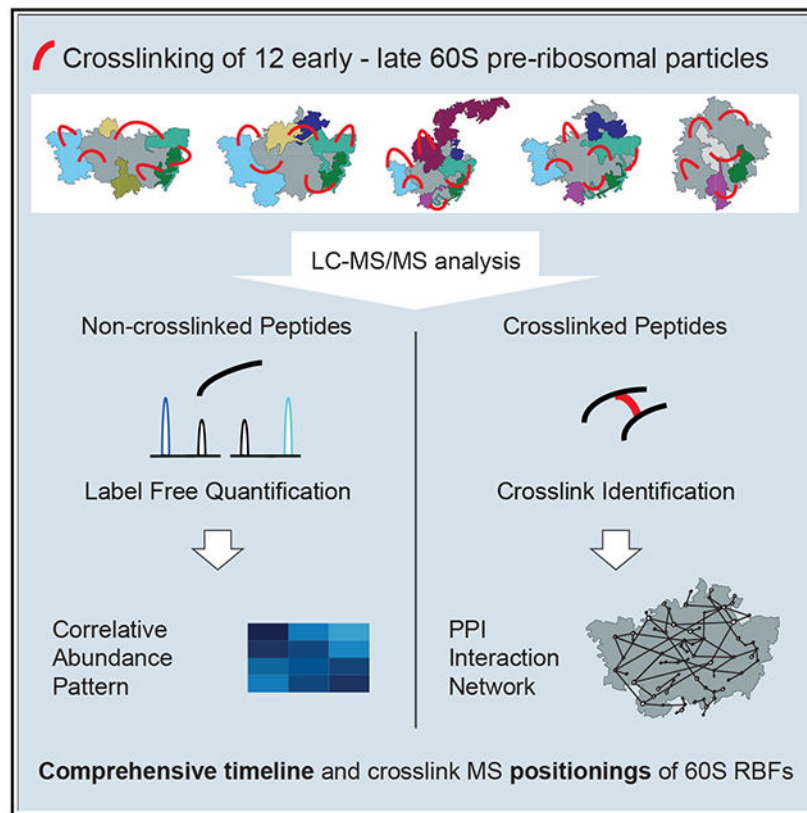 Crosslinking of 12 early - late 60S pre-ribosomal particles
LC-MS/MS analysis
Non-crosslinked Peptides
Label Free Quantification
Correlative
Abundance
Pattern
Crosslinked Peptides
Crosslink Identification
PPI
Interaction
Network
Comprehensive timeline and crosslink MS positionings of 60S RBFs